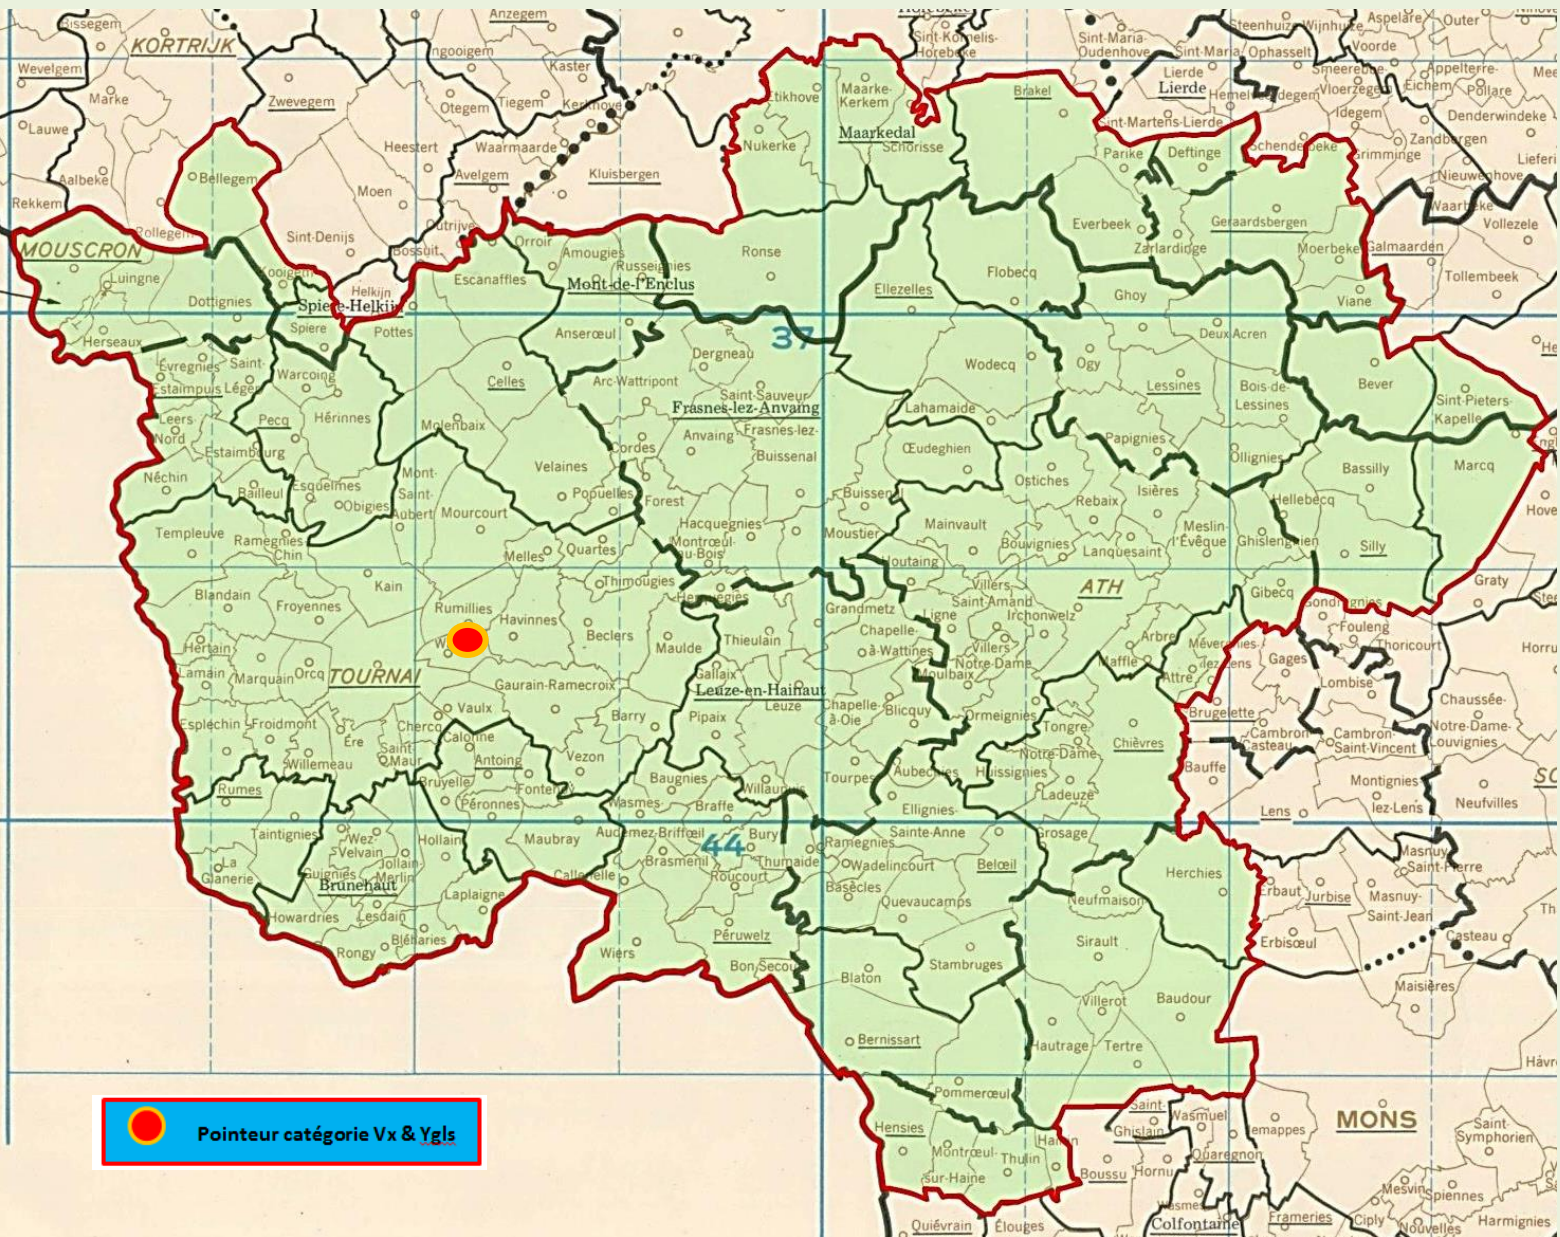 Anzegem
Bissegem
KORTRIJK
Ingooigem
Sint-Kornelis-
Horebeke
Sint-Maria-
Oudenhove
Steenhuize
Wijnhuize
Aspelare
Outer
Voorde
Sint-Maria
Ophasselt
Wevelgem
Kaster
Lierde
Lierde
Smeerebbe-
Vloerzegem
Appelterre-
Eichem
Pollare
Marke
Zwevegem
Otegem
Tiegem
Kerkhove
Etikhove
Maarke-
Kerkem
Brakel
Idegem
Denderwindeke
Lauwe
Maarkedal
Sint-Martens-Lierde
Zandbergen
Heestert
Waarmaarde
Nukerke
Schorisse
Parike
Deftinge
Schendelbeke
Grimminge
Aalbeke
Bellegem
Moen
Avelgem
Kluisbergen
Nieuwenhove
Rekkem
Waarbeke
Rollegem
Sint-Denijs
Outrijve
Everbeek
Geraardsbergen
Vollezele
MOUSCRON
Bossuit
Orroir
Amougies
Ronse
Zarlardinge
Moerbeke
Galmaarden
Luingne
Kooigem
Escanaffles
Russeignies
Flobecq
Tollembeek
Dottignies
Helkijn
Mont-de-l'Enclus
Ellezelles
Ghoy
Viane
Spiere-Helkijn
Herseaux
Spiere
Pottes
Anserœul
37
Deux Acren
Évregnies
Saint-
Léger
Warcoing
Dergneau
Wodecq
Ogy
Estaimpuis
Celles
Arc-Wattripont
Saint-Sauveur
Lessines
Bois-de-
Lessines
Bever
Sint-Pieters-
Kapelle
Leers-
Nord
Pecq
Hérinnes
Molenbaix
Frasnes-lez-Anvaing
Lahamaide
Estaimbourg
Cordes
Anvaing
Frasnes-lez-
Buissenal
Œudeghien
Papignies
Ollignies
Néchin
Mont-
Saint-
Aubert
Velaines
Bassilly
Marcq
Bailleul
Esquelmes
Obigies
Popuelles
Forest
Buissenal
Ostiches
Rebaix
Isières
Hellebecq
Templeuve
Ramegnies-
Chin
Mourcourt
Hacquegnies
Moustier
Mainvault
Meslin-
l'Évêque
Hove
Melles
Quartes
Montrœul-
au-Bois
Bouvignies
Lanquesaint
Ghislenghien
Silly
Kain
Thimougies
Herquegies
Houtaing
Villers-
Saint-Amand
ATH
Gibecq
Graty
Blandain
Froyennes
Rumillies
Havinnes
Beclers
Grandmetz
Ligne
Irchonwelz
Gondregnies
Fouleng
Thoricourt
Hertain
Maulde
Thieulain
Chapelle-
à-Wattines
Villers-
Notre-Dame
Arbre
Mévergnies
lez-Lens
Gages
Lamain
Marquain
Orcq
TOURNAI
Gallaix
Moulbaix
Maffle
Attre
Lombise
Gaurain-Ramecroix
Leuze-en-Hainaut
Leuze
Brugelette
Chaussée-
Notre-Dame-
Louvignies
Vaulx
Chapelle-
à-Oie
Blicquy
Ormeignies
Esplechin
Froidmont
Ere
Chercq
Calonne
Barry
Pipaix
Tongre-
Notre-Dame
Chièvres
Cambron
Casteau
Cambron-
Saint-Vincent
Willemeau
Saint-
Maur
Antoing
Vezon
Tourpes
Aubechies
Huissignies
Bauffe
Rumes
Bruyelle
Fontenoy
Baugnies
Willaupuis
Ladeuze
Montignies
lez-Lens
Neufvilles
Péronnes
Wasmes-
Audemez-Briffœil
Braffe
Ellignies-
Sainte-Anne
Lens
Taintignies
Wez-
Velvain
Hollain
Maubray
44
Bury
Ramegnies
Grosage
La
Glanerie
Guignies
Jollain-
Merlin
Callenelle
Brasménil
Thumaide
Roucourt
Wadelincourt
Belœil
Herchies
Masnuy-
Saint-Pierre
Brunehaut
Laplaigne
Basècles
Neufmaison
Erbaut
Jurbise
Masnuy-
Saint-Jean
Howardries
Lesdain
Quevaucamps
Rongy
Bléharies
Wiers
Péruwelz
Sirault
Erbisœul
Casteau
Bon-Secours
Blaton
Stambruges
Maisières
Villerot
Baudour
Bernissart
Hautrage
Tertre
Pommerœul
Pointeur catégorie Vx & Ygls
Hensies
Saint-
Ghislain
Wasmuel
Jemappes
MONS
Saint-
Symphorien
Montrœul-
sur-Haine
Thulin
Hainin
Boussu
Hornu
Quaregnon
Mesvin
Spiennes
Wasmes
Quiévrain
Élouges
Colfontaine
Frameries
Ciply
Nouvelles
Harmignies